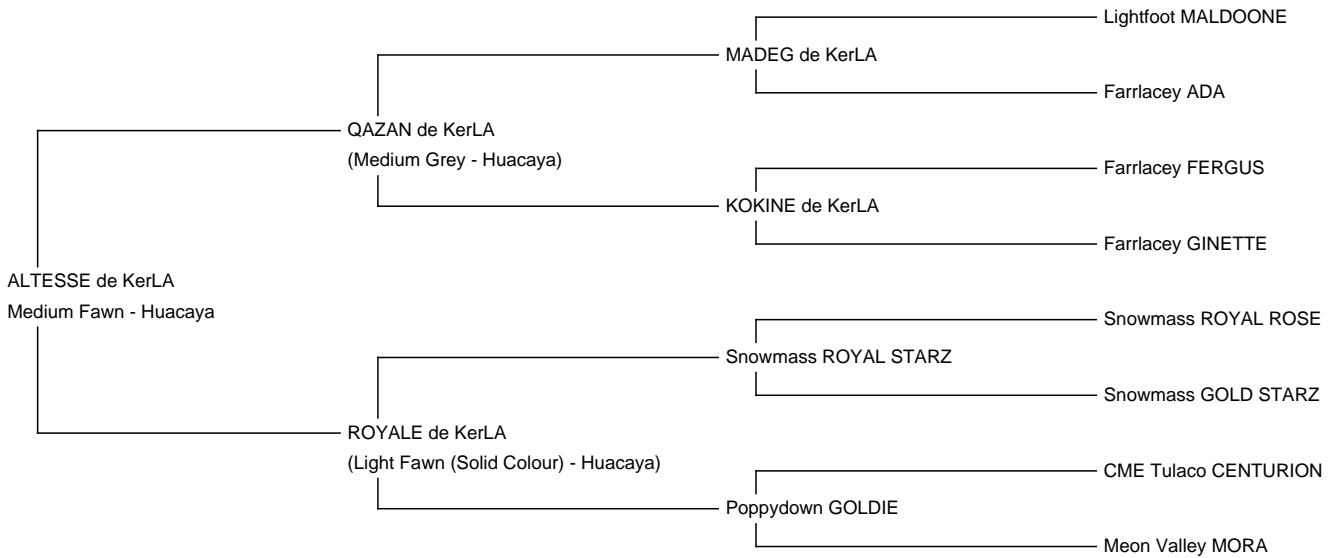 Lightfoot MALDOONE
MADEG de KerLA
Farrlacey ADA
QAZAN de KerLA
(Medium Grey - Huacaya)
Farrlacey FERGUS
KOKINE de KerLA
Farrlacey GINETTE
ALTESSE de KerLA
Medium Fawn - Huacaya
Snowmass ROYAL ROSE
Snowmass ROYAL STARZ
Snowmass GOLD STARZ
ROYALE de KerLA
(Light Fawn (Solid Colour) - Huacaya)
CME Tulaco CENTURION
Poppydown GOLDIE
Meon Valley MORA